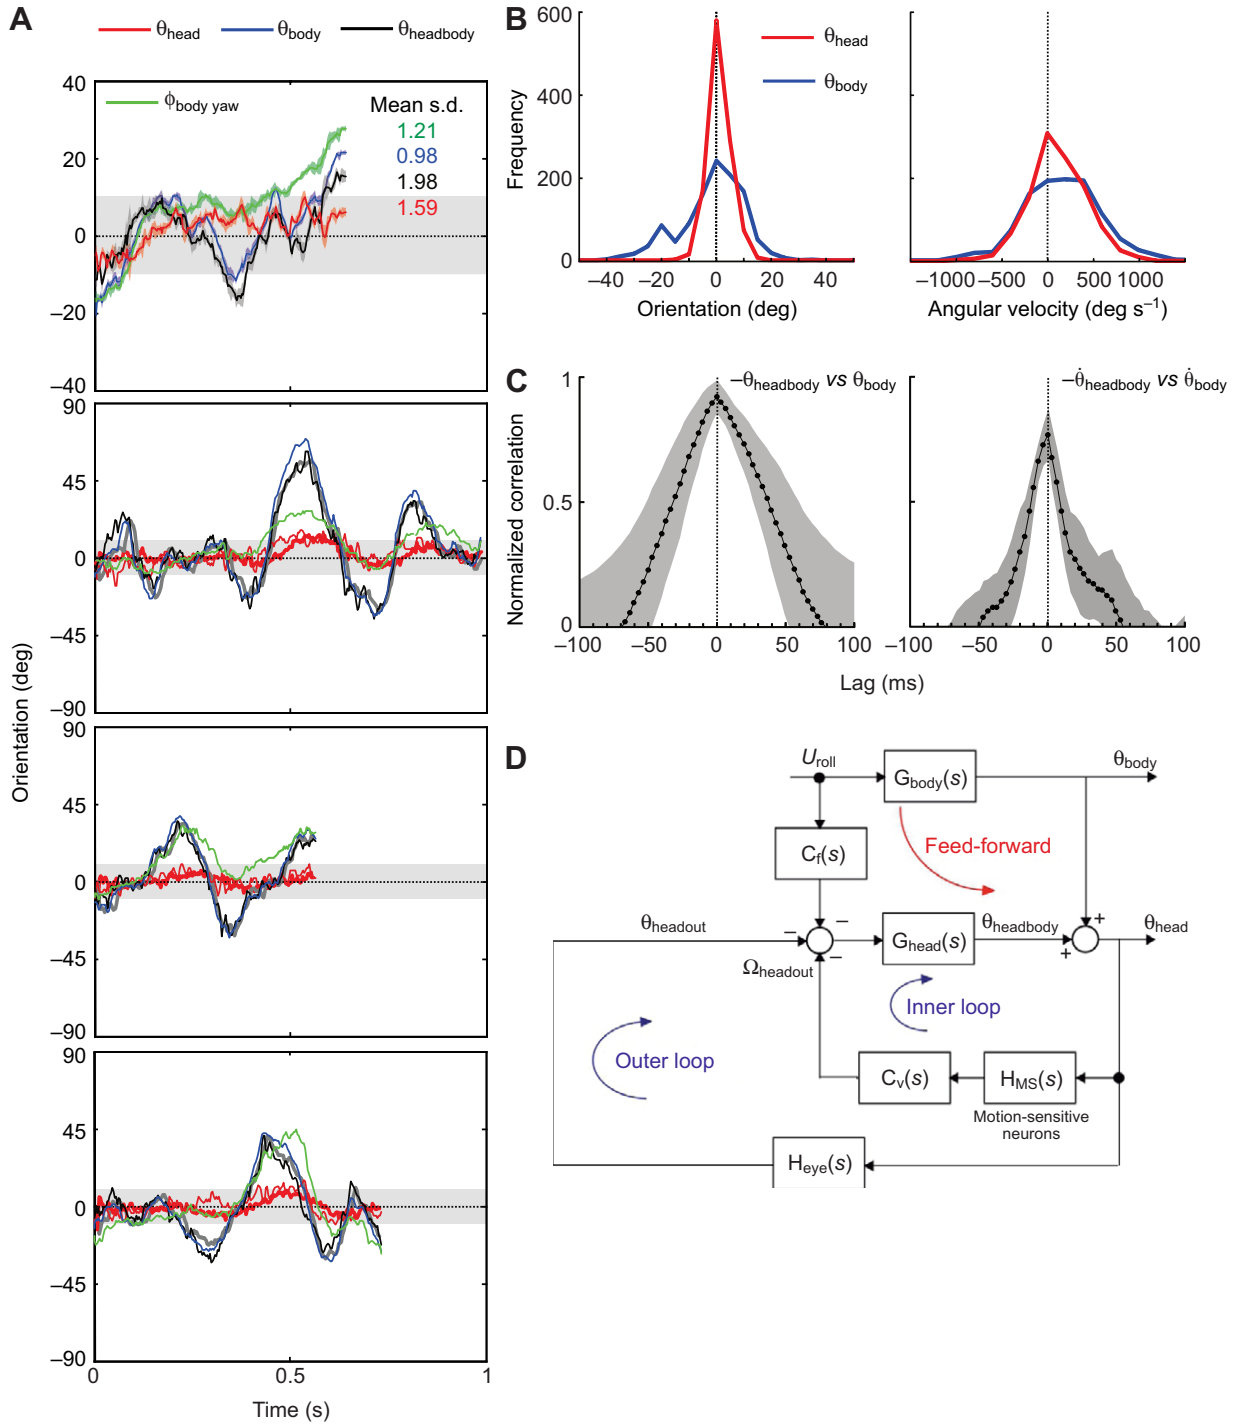 A
θhead θbody θheadbody
ϕbody yaw
Mean s.d.
1.21
0.98
1.98
1.59
40
20
0
–20
–40
90
45
0
–45
–90
90
45
0
–45
–90
90
45
0
–45
–90
0 0.5 1
Time (s)
Orientation (deg)
B
θhead
θbody
Frequency
600
400
200
0
–40 –20 0 20 40
Orientation (deg)
–1000 –500 0 500 1000
Angular velocity (deg s–1)
C
–θheadbody vs θbody
–θ̇headbody vs θ̇body
Normalized correlation
1
0.5
0
–100 –50 0 50 100
–100 –50 0 50 100
Lag (ms)
D
Uroll
Gbody(s)
θbody
Cf(s)
Feed-forward
θheadout
–
–
–
Ghead(s)
θheadbody
+
+
θhead
Ωheadout
Inner loop
Outer loop
Cv(s)
HMS(s)
Motion-sensitive
neurons
Heye(s)